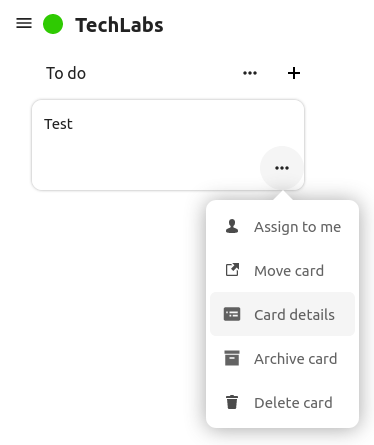 TechLabs
To do
Test
Assign to me
Move card
Card details
Archive card
Delete card